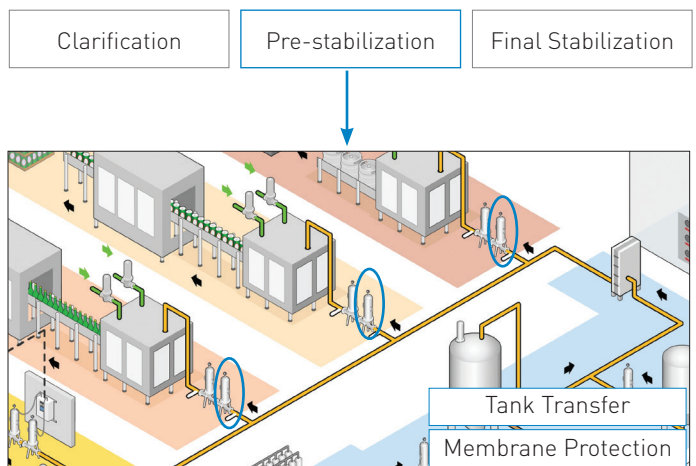 Clarification
Pre-stabilization
Final Stabilization
Tank Transfer
Membrane Protection